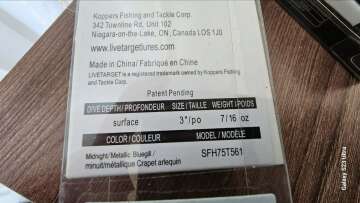 Koppers Fishing and Tackle Corp.
342 Townline Rd, Unit 102
Niagara-on-the Lake, ON, Canada LOS 1J0
www.livetargetlures.com
Made in China/ Fabriqué en Chine
LIVETARGET is a registered trademark owned by Koppers Fishing
and Tackle Corp.
Patent Pending
DIVE DEPTH/ PROFONDEUR SIZE / TAILLE WEIGHT / POIDS
surface 3"/po 7/16 oz
COLOR / COULEUR MODEL / MODÈLE
Midnight/ Metallic Bluegill / SFH75T561
minuit/métallique Crapet arlequin
Galaxy S23 Ultra